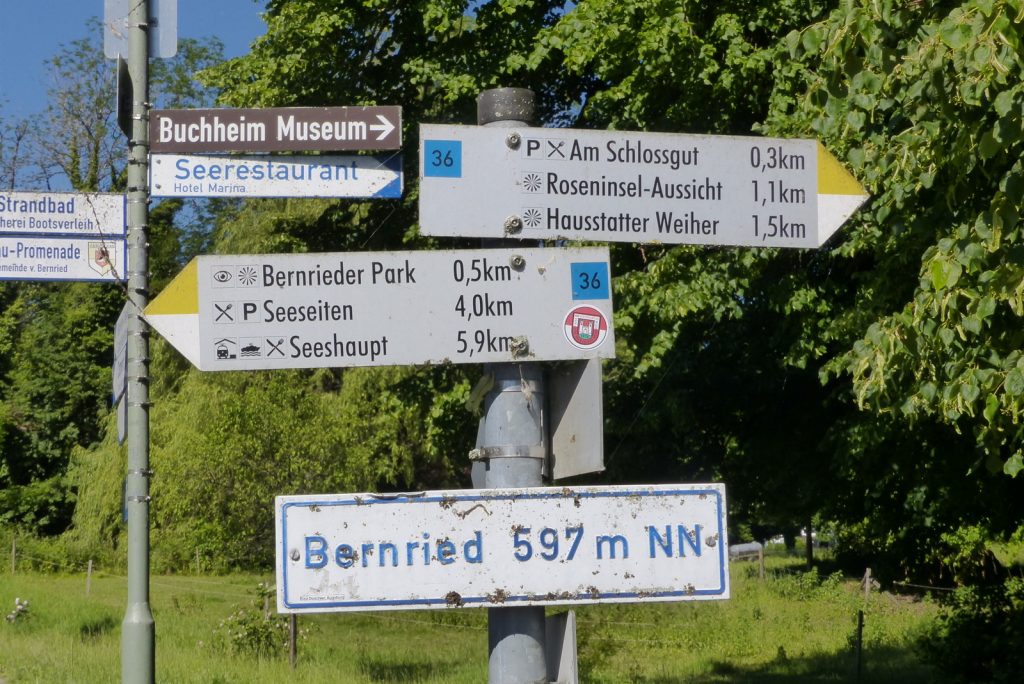 Buchheim Museum →
Seerestaurant
Hotel Marina
Strandbad
Bootsverleih
-Promenade
v. Bernried
36
P Am Schlossgut 0,3km
Roseninsel-Aussicht 1,1km
Hausstatter Weiher 1,5km
Bernrieder Park 0,5km
36
P Seeseiten 4,0km
Seeshaupt 5,9km
Bernried 597 m NN